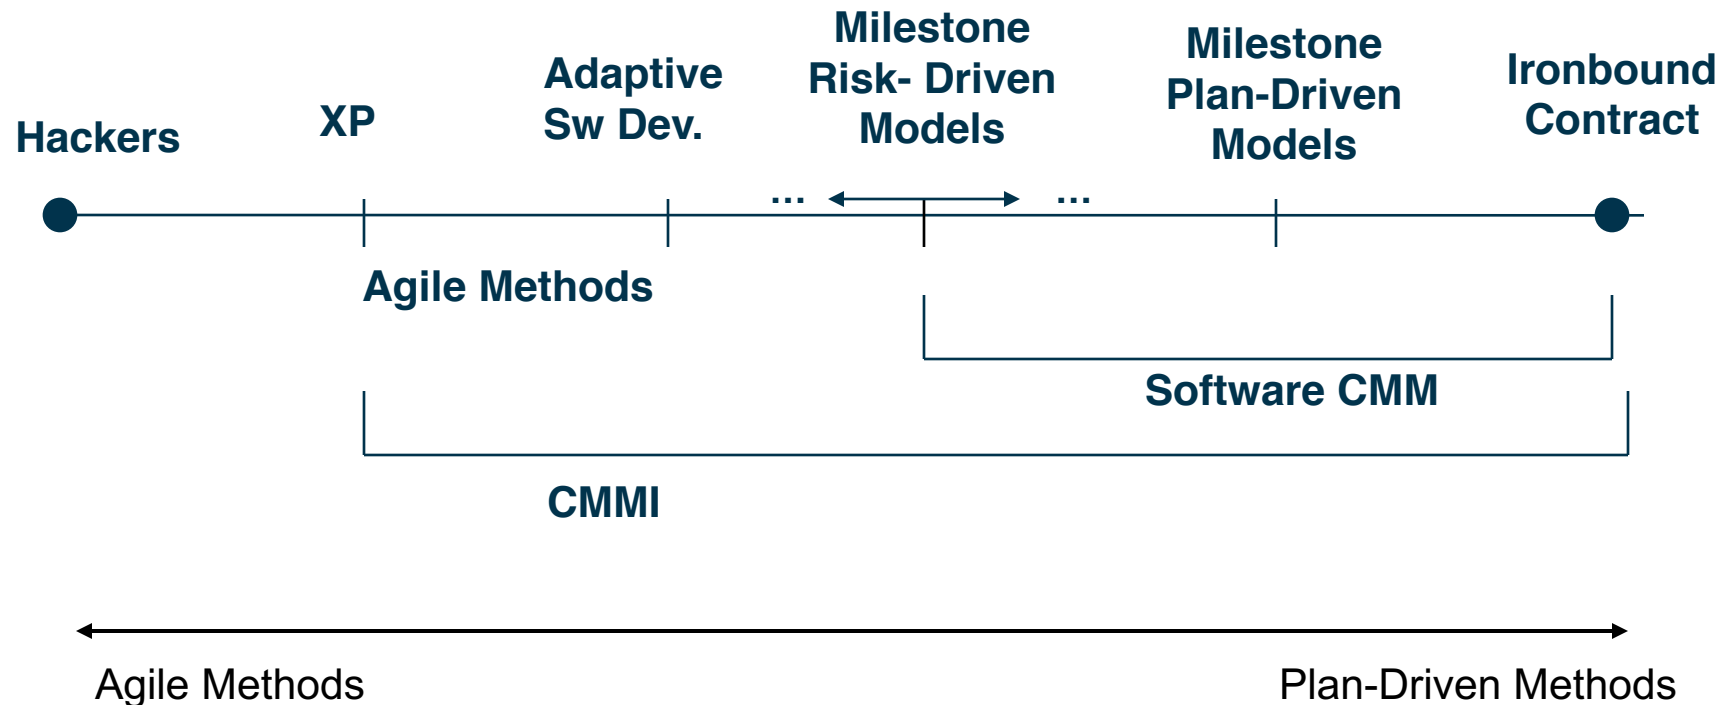 Hackers
XP
Adaptive
Sw Dev.
Milestone
Risk- Driven
Models
Milestone
Plan-Driven
Models
Ironbound
Contract
...
...
Agile Methods
Software CMM
CMMI
Agile Methods
Plan-Driven Methods